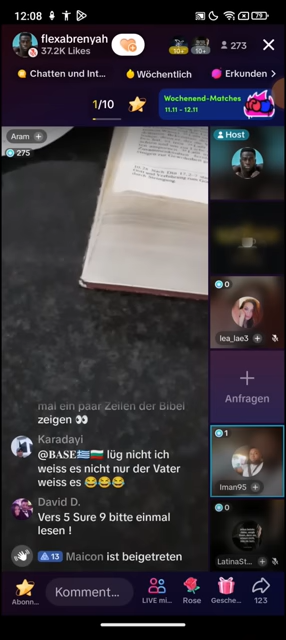 12:08
79
flexabrenyah
37.2K Likes
10+
10+
273
Chatten und Int...
Wöchentlich
Erkunden
1/10
Wochenend-Matches
11.11 - 12.11
Aram
275
Host
0
lea_lae3
Anfragen
mal ein paar Zeilen der Bibel
zeigen 👀
Karadayi
@𝐁𝐀𝐒𝐄🇬🇷🇧🇬 lüg nicht ich
weiss es nicht nur der Vater
weiss es 😂😂😂
1
Iman95
David D.
Vers 5 Sure 9 bitte einmal
lesen !
0
LatinaSt...
13 Maicon ist beigetreten
Abonn...
Komment...
LIVE mi...
Rose
Gesche...
123